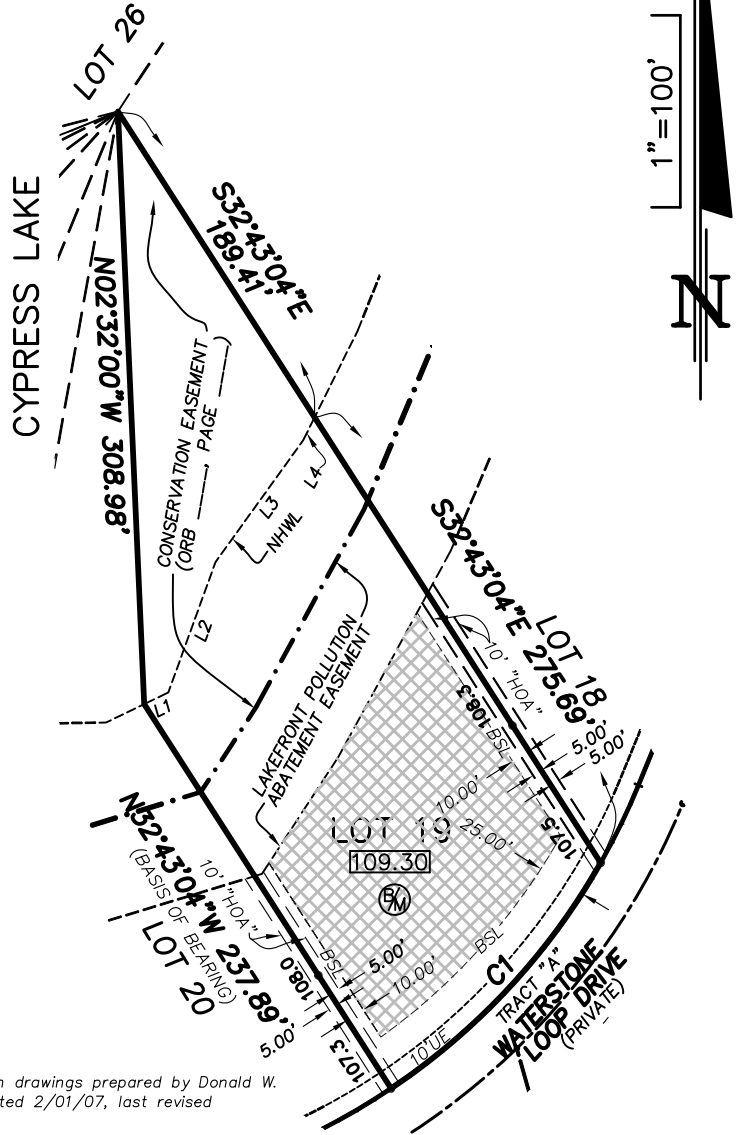 LOT 26
CYPRESS LAKE
1"=100'
N
S32°43'04"E
189.41'
N02°32'00"W 308.98'
CONSERVATION EASEMENT
(ORB ____, PAGE ____)
L4
L3
NHWL
L2
L1
S32°43'04"E 275.69'
LOT 18
10' "HOA"
5.00'
5.00'
LAKEFRONT POLLUTION
ABATEMENT EASEMENT
108.3
BSL
10.00'
25.00'
107.5
LOT 19
109.30
B/M
N32°43'04"W 237.89'
(BASIS OF BEARING)
LOT 20
10' "HOA"
108.0
BSL
5.00'
10.00'
5.00'
107.3
BSL
C1
10'UE
TRACT "A"
WATERSTONE
LOOP DRIVE
(PRIVATE)
n drawings prepared by Donald W.
ted 2/01/07, last revised